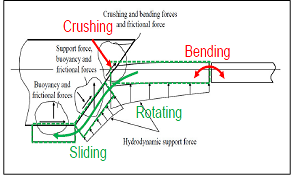 Crushing
Crushing and bending forces
and frictional force
Support force,
buoyancy and
frictional forces
Bending
Buoyancy and
frictional force
Rotating
Sliding
Hydrodynamic support force